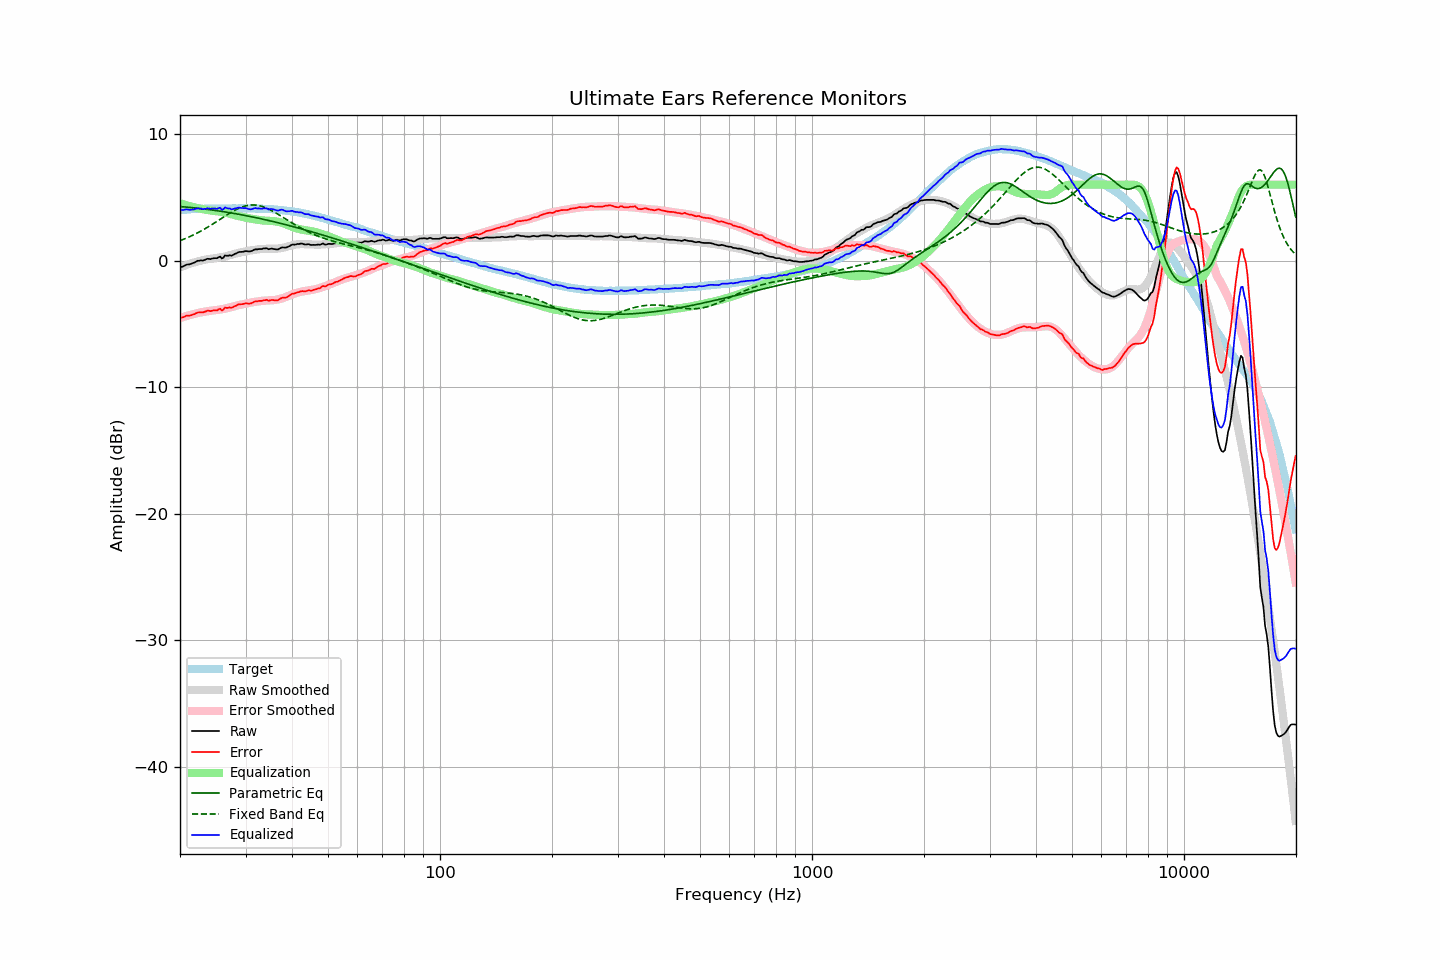 Ultimate Ears Reference Monitors
10
0
−10
−20
−30
−40
Amplitude (dBr)
Target
Raw Smoothed
Error Smoothed
Raw
Error
Equalization
Parametric Eq
Fixed Band Eq
Equalized
100
1000
10000
Frequency (Hz)